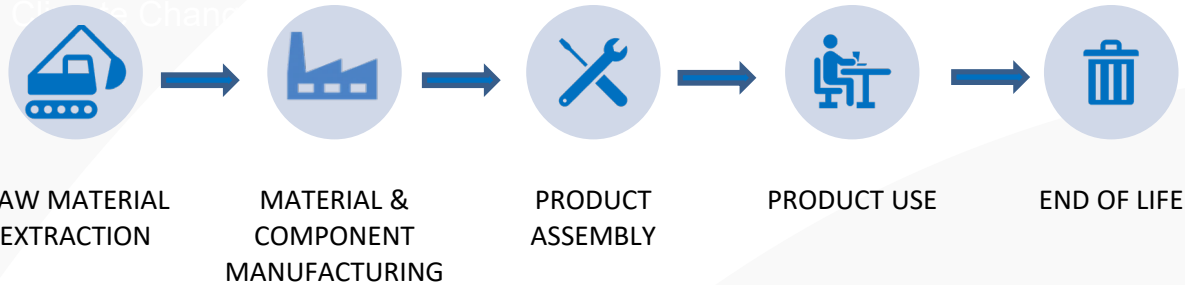 AW MATERIAL
EXTRACTION
MATERIAL &
COMPONENT
MANUFACTURING
PRODUCT
ASSEMBLY
PRODUCT USE
END OF LIFE